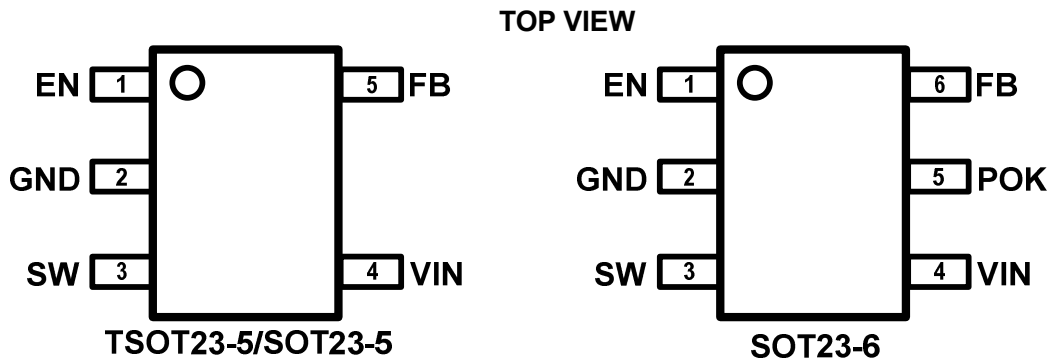 TOP VIEW
EN 1 5 FB
GND 2
SW 3 4 VIN
TSOT23-5/SOT23-5
EN 1 6 FB
GND 2 5 POK
SW 3 4 VIN
SOT23-6